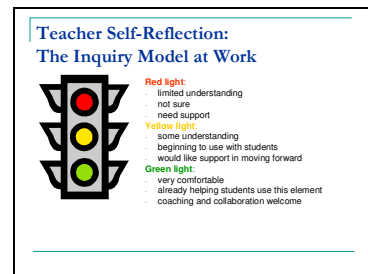 Teacher Self-Reflection:
The Inquiry Model at Work
Red light:
- limited understanding
- not sure
- need support
Yellow light:
- some understanding
- beginning to use with students
- would like support in moving forward
Green light:
- very comfortable
- already helping students use this element
- coaching and collaboration welcome